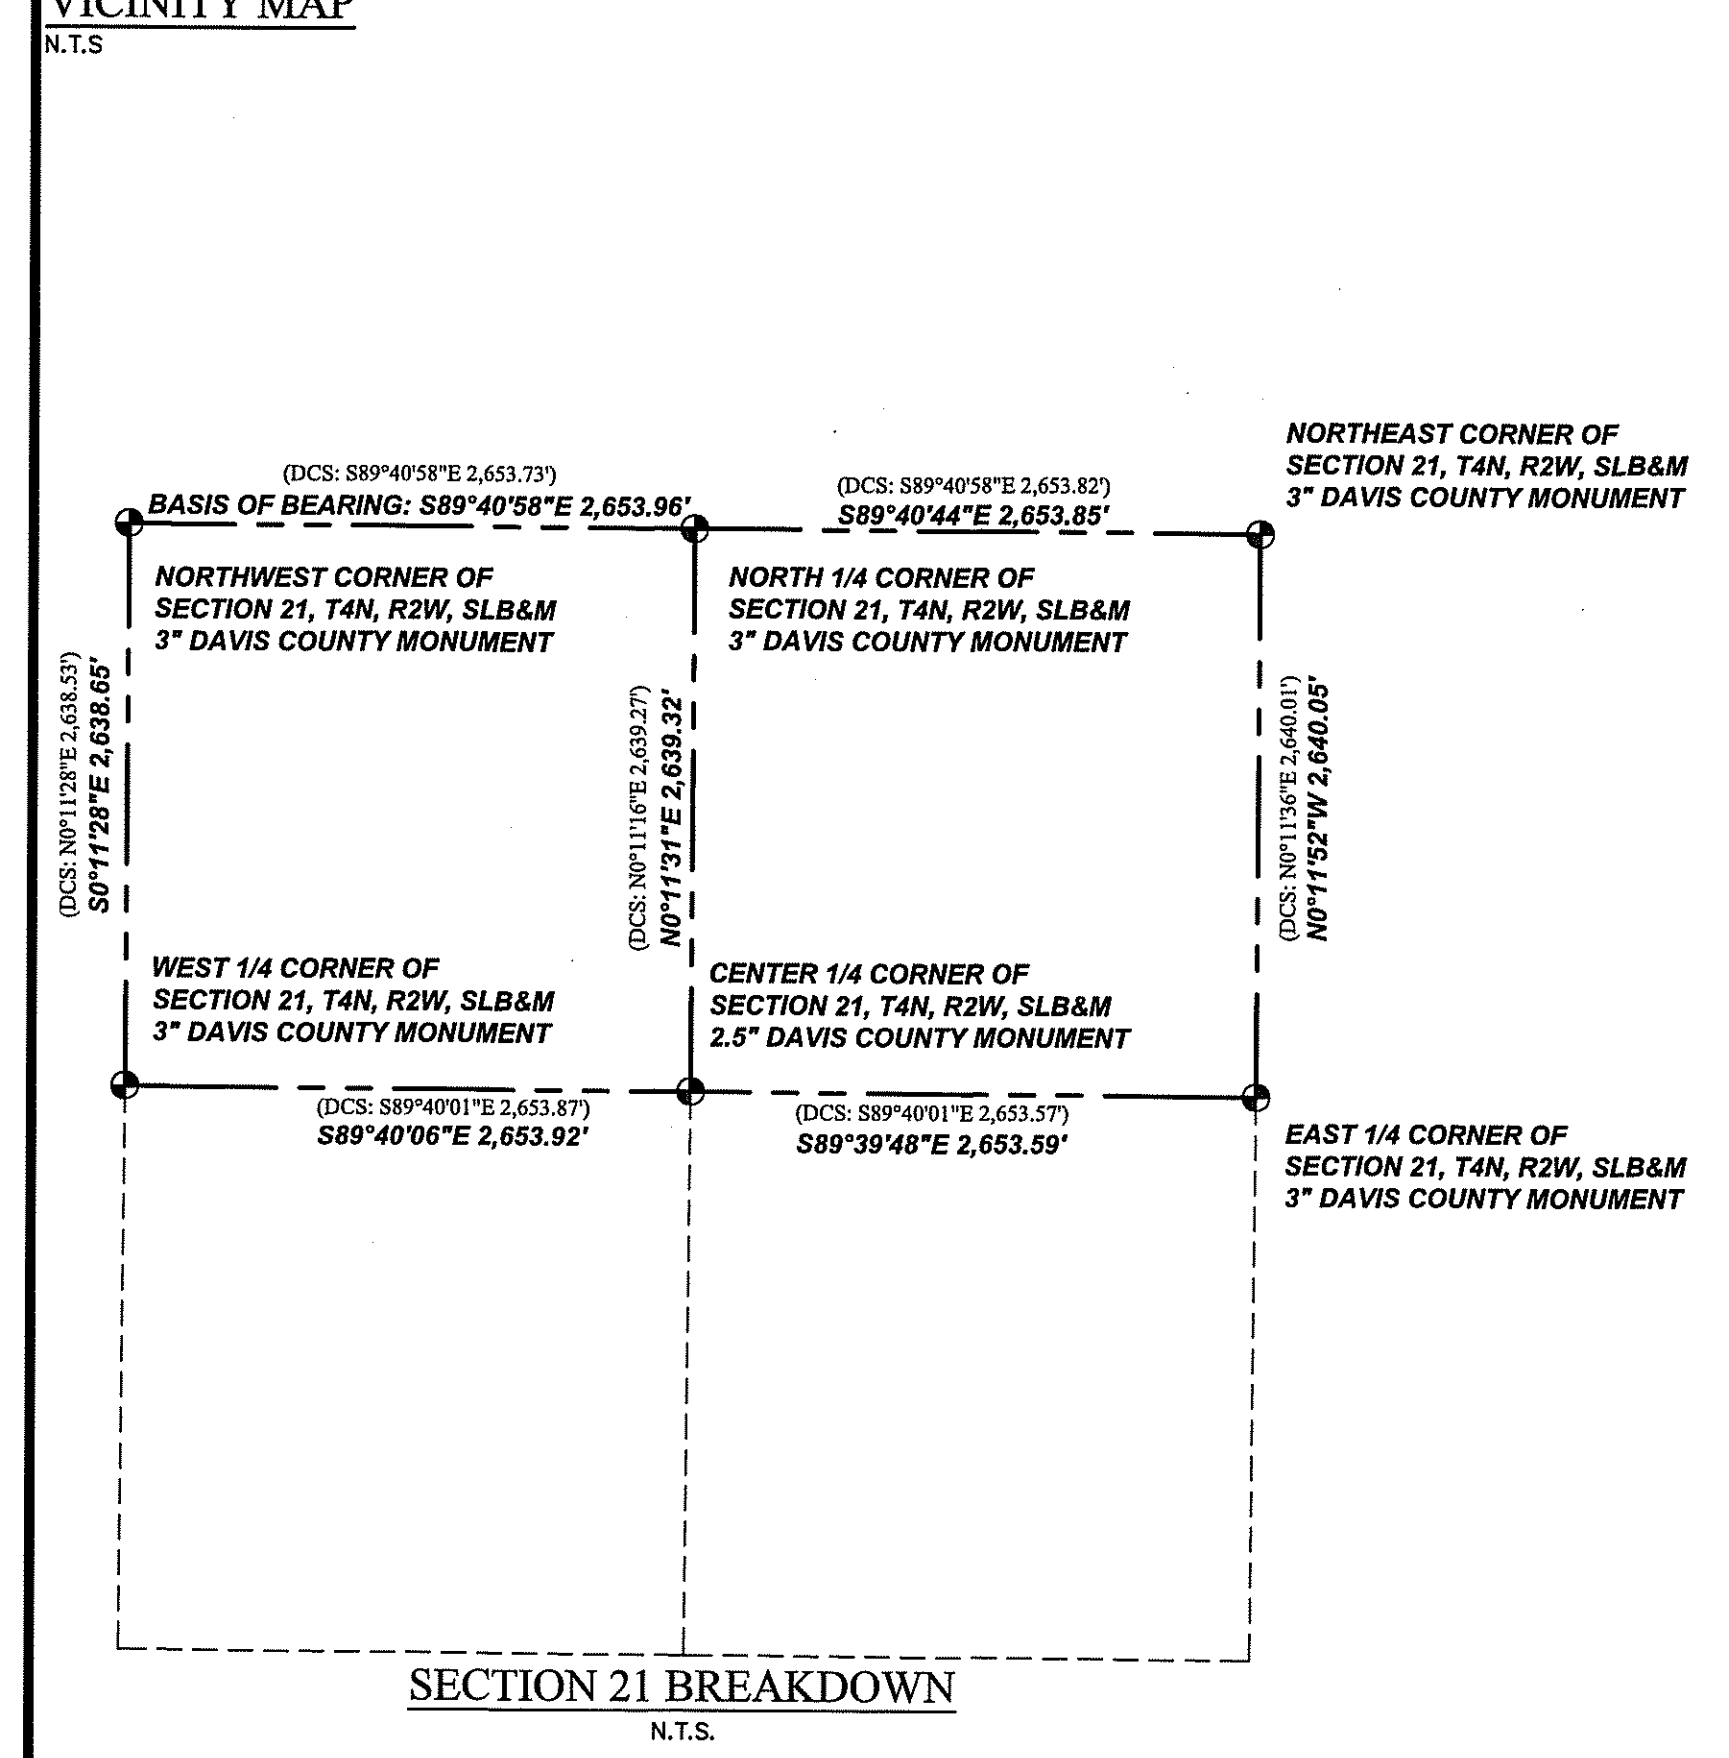 VICINITY MAP
N.T.S
(DCS: S89°40'58"E 2,653.73')
BASIS OF BEARING: S89°40'58"E 2,653.96'
(DCS: S89°40'58"E 2,653.82')
S89°40'44"E 2,653.85'
NORTHEAST CORNER OF
SECTION 21, T4N, R2W, SLB&M
3" DAVIS COUNTY MONUMENT
NORTHWEST CORNER OF
SECTION 21, T4N, R2W, SLB&M
3" DAVIS COUNTY MONUMENT
NORTH 1/4 CORNER OF
SECTION 21, T4N, R2W, SLB&M
3" DAVIS COUNTY MONUMENT
(DCS: N0°11'28"E 2,638.53')
S0°11'28"E 2,638.65'
(DCS: N0°11'16"E 2,639.27')
N0°11'31"E 2,639.32'
(DCS: N0°11'36"E 2,640.01')
N0°11'52"W 2,640.05'
WEST 1/4 CORNER OF
SECTION 21, T4N, R2W, SLB&M
3" DAVIS COUNTY MONUMENT
CENTER 1/4 CORNER OF
SECTION 21, T4N, R2W, SLB&M
2.5" DAVIS COUNTY MONUMENT
(DCS: S89°40'01"E 2,653.87')
S89°40'06"E 2,653.92'
(DCS: S89°40'01"E 2,653.57')
S89°39'48"E 2,653.59'
EAST 1/4 CORNER OF
SECTION 21, T4N, R2W, SLB&M
3" DAVIS COUNTY MONUMENT
SECTION 21 BREAKDOWN
N.T.S.